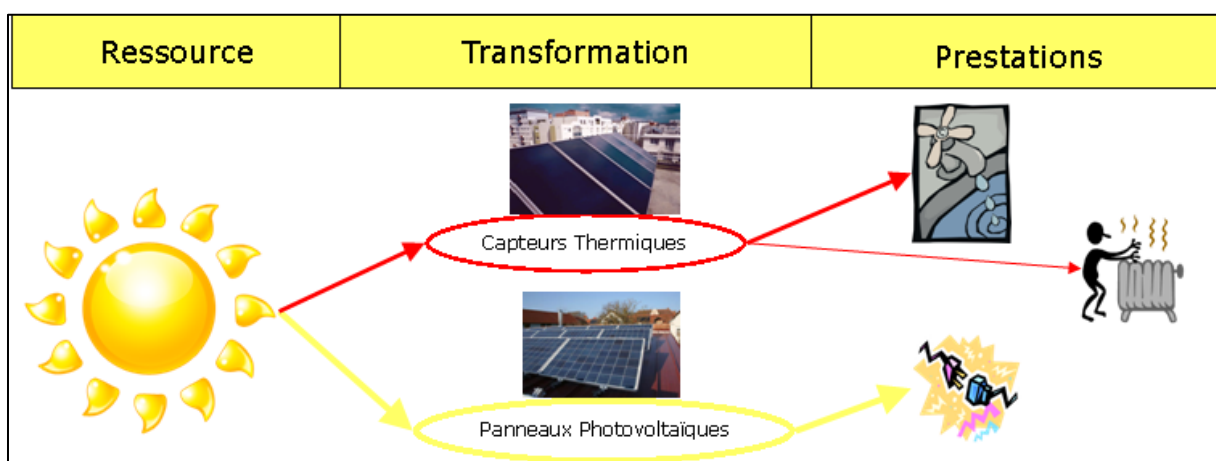 Ressource
Transformation
Prestations
Capteurs Thermiques
Panneaux Photovoltaïques